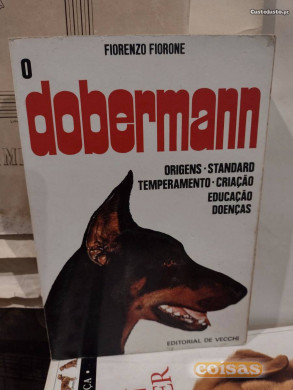 CustoJusto.pt
FIORENZO FIORONE
O
dobermann
ORIGENS · STANDARD
TEMPERAMENTO · CRIAÇÃO
EDUCAÇÃO
DOENÇAS
EDITORIAL DE VECCHI
coisas